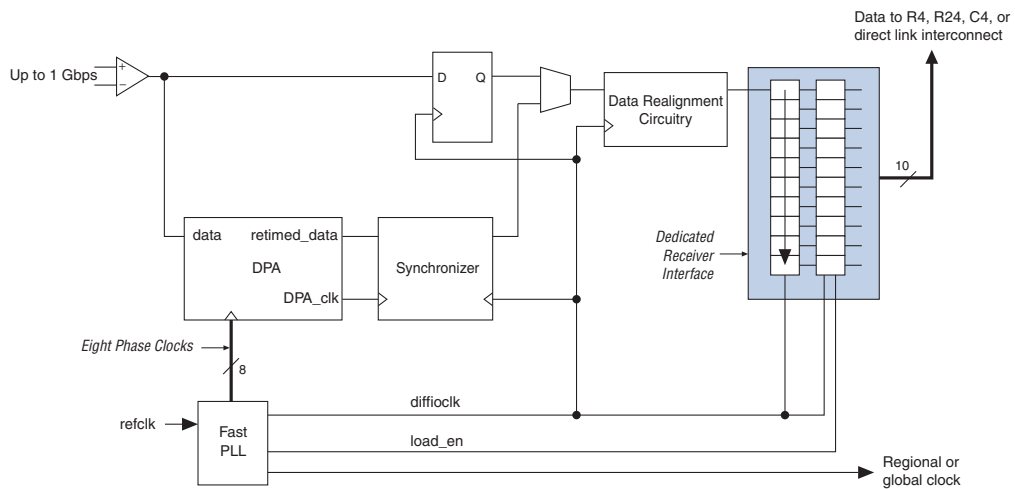 Data to R4, R24, C4, or
direct link interconnect
Up to 1 Gbps
+
−
D
Q
Data Realignment
Circuitry
10
data
retimed_data
DPA
DPA_clk
Synchronizer
Dedicated
Receiver
Interface
Eight Phase Clocks
8
diffioclk
refclk
Fast
PLL
load_en
Regional or
global clock